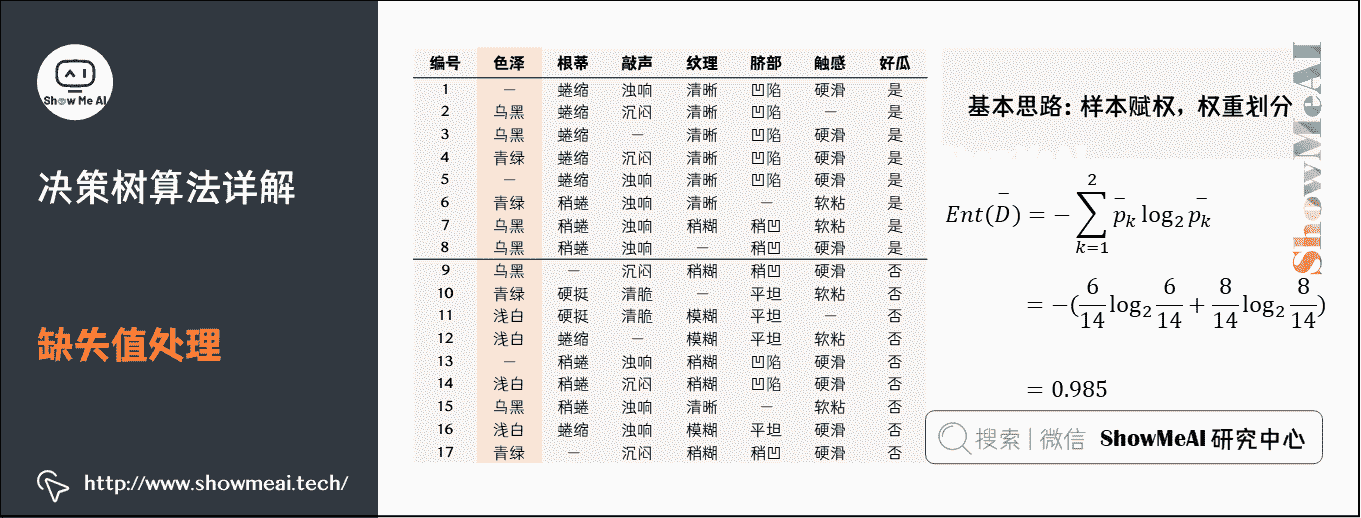 Show Me AI
决策树算法详解
缺失值处理
http://www.showmeai.tech/
编号 色泽 根蒂 敲声 纹理 脐部 触感 好瓜
1 — 蜷缩 浊响 清晰 凹陷 硬滑 是
2 乌黑 蜷缩 沉闷 清晰 凹陷 — 是
3 乌黑 蜷缩 — 清晰 凹陷 硬滑 是
4 青绿 蜷缩 沉闷 清晰 凹陷 硬滑 是
5 — 蜷缩 浊响 清晰 凹陷 硬滑 是
6 青绿 稍蜷 浊响 清晰 — 软粘 是
7 乌黑 稍蜷 浊响 稍糊 稍凹 软粘 是
8 乌黑 稍蜷 浊响 — 稍凹 硬滑 是
9 乌黑 — 沉闷 稍糊 稍凹 硬滑 否
10 青绿 硬挺 清脆 — 平坦 软粘 否
11 浅白 硬挺 清脆 模糊 平坦 — 否
12 浅白 蜷缩 — 模糊 平坦 软粘 否
13 — 稍蜷 浊响 稍糊 凹陷 硬滑 否
14 浅白 稍蜷 沉闷 稍糊 凹陷 硬滑 否
15 乌黑 稍蜷 浊响 清晰 — 软粘 否
16 浅白 蜷缩 浊响 模糊 平坦 硬滑 否
17 青绿 — 沉闷 稍糊 稍凹 硬滑 否
基本思路: 样本赋权，权重划分
Ent(D̄) = −∑_{k=1}^{2} p̄_k log₂ p̄_k
= −(6/14 log₂ 6/14 + 8/14 log₂ 8/14)
= 0.985
搜索 | 微信 ShowMeAI 研究中心
ShowMeAI